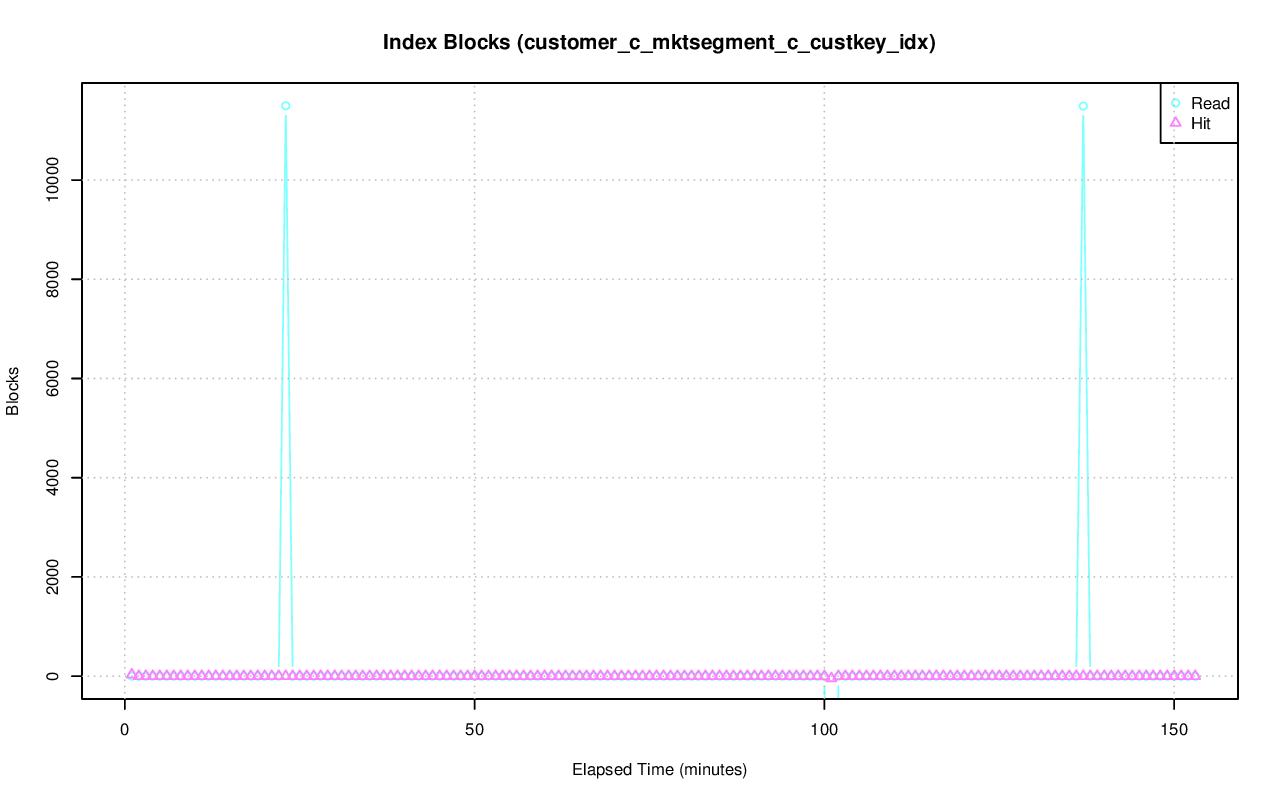 Index Blocks (customer_c_mktsegment_c_custkey_idx)
Read
Hit
Blocks
10000
8000
6000
4000
2000
0
0 50 100 150
Elapsed Time (minutes)